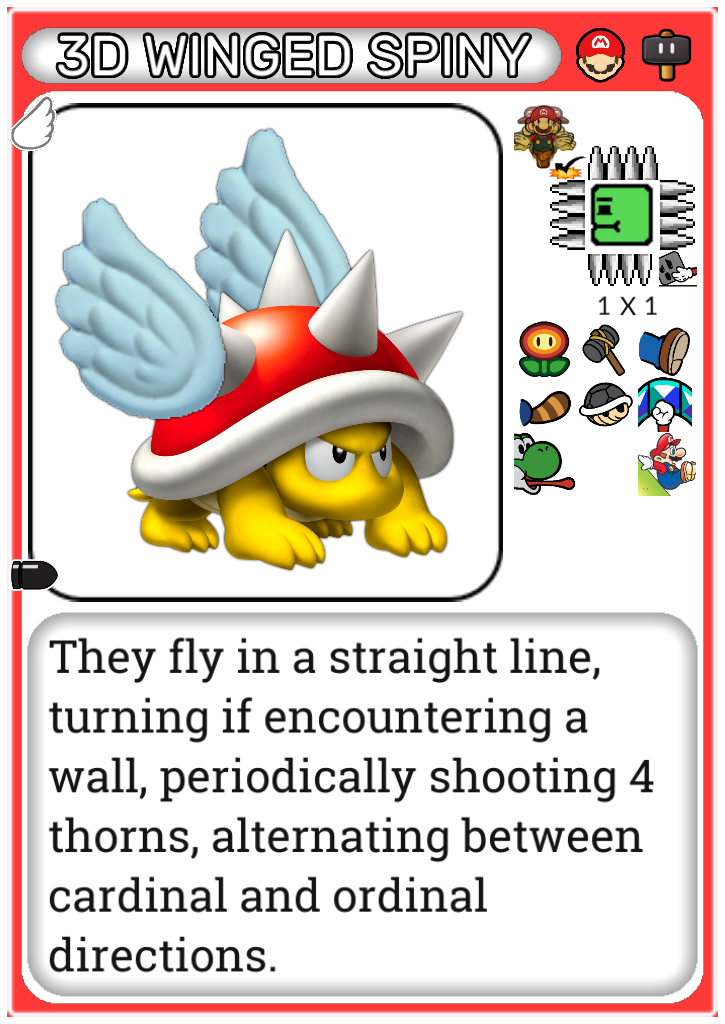 3D WINGED SPINY
1 X 1
They fly in a straight line,
turning if encountering a
wall, periodically shooting 4
thorns, alternating between
cardinal and ordinal
directions.